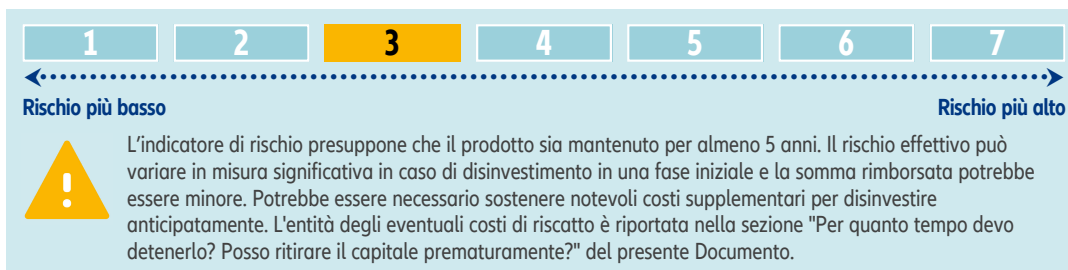 1 2 3 4 5 6 7
Rischio più basso Rischio più alto
L'indicatore di rischio presuppone che il prodotto sia mantenuto per almeno 5 anni. Il rischio effettivo può
variare in misura significativa in caso di disinvestimento in una fase iniziale e la somma rimborsata potrebbe
essere minore. Potrebbe essere necessario sostenere notevoli costi supplementari per disinvestire
anticipatamente. L'entità degli eventuali costi di riscatto è riportata nella sezione "Per quanto tempo devo
detenerlo? Posso ritirare il capitale prematuramente?" del presente Documento.